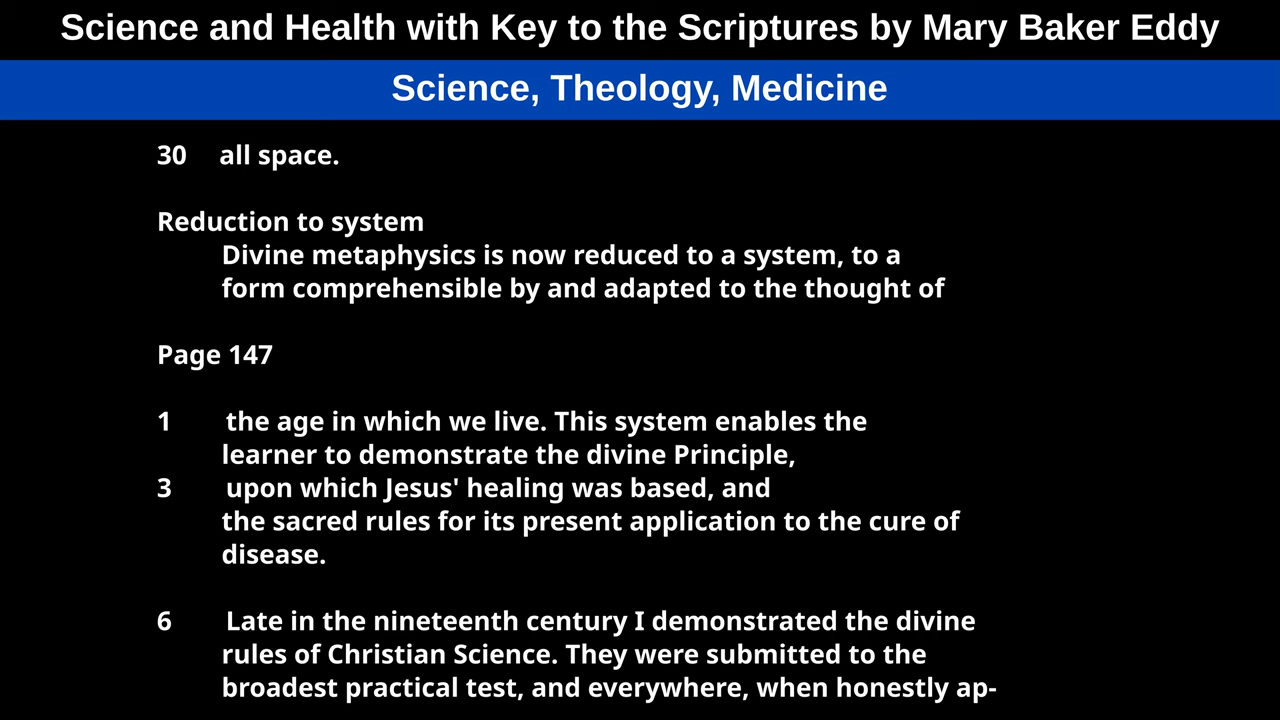 Science and Health with Key to the Scriptures by Mary Baker Eddy
Science, Theology, Medicine
30 all space.
Reduction to system
Divine metaphysics is now reduced to a system, to a
form comprehensible by and adapted to the thought of
Page 147
1 the age in which we live. This system enables the
learner to demonstrate the divine Principle,
3 upon which Jesus' healing was based, and
the sacred rules for its present application to the cure of
disease.
6 Late in the nineteenth century I demonstrated the divine
rules of Christian Science. They were submitted to the
broadest practical test, and everywhere, when honestly ap-